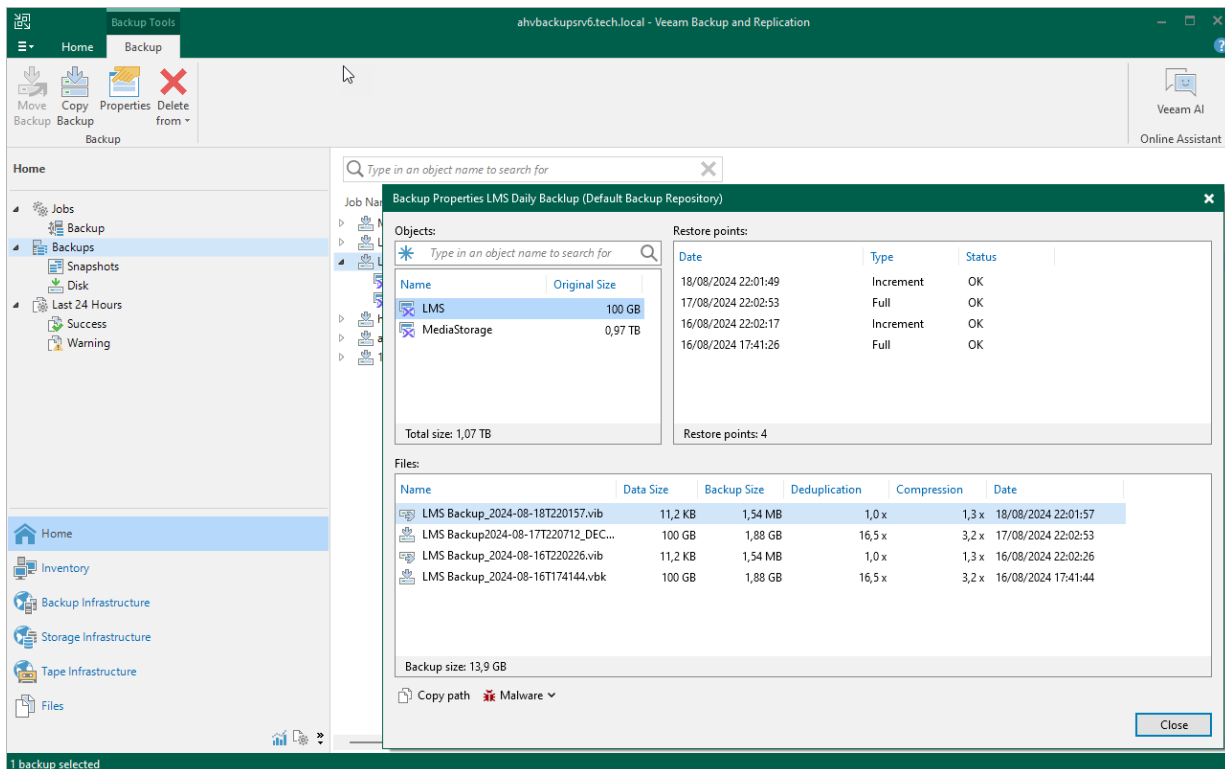 Backup Tools
ahvbackupsrv6.tech.local - Veeam Backup and Replication
Home Backup
Move Backup
Copy Backup
Properties
Delete from
Backup
Veeam AI
Online Assistant
Home
Type in an object name to search for
Jobs
Backup
Backups
Snapshots
Disk
Last 24 Hours
Success
Warning
Job Nar
Backup Properties LMS Daily Backlup (Default Backup Repository)
Objects:
Type in an object name to search for
Name Original Size
LMS 100 GB
MediaStorage 0,97 TB
Total size: 1,07 TB
Restore points:
Date Type Status
18/08/2024 22:01:49 Increment OK
17/08/2024 22:02:53 Full OK
16/08/2024 22:02:17 Increment OK
16/08/2024 17:41:26 Full OK
Restore points: 4
Files:
Name Data Size Backup Size Deduplication Compression Date
LMS Backup_2024-08-18T220157.vib 11,2 KB 1,54 MB 1,0 x 1,3 x 18/08/2024 22:01:57
LMS Backup2024-08-17T220712_DEC... 100 GB 1,88 GB 16,5 x 3,2 x 17/08/2024 22:02:53
LMS Backup_2024-08-16T220226.vib 11,2 KB 1,54 MB 1,0 x 1,3 x 16/08/2024 22:02:26
LMS Backup_2024-08-16T174144.vbk 100 GB 1,88 GB 16,5 x 3,2 x 16/08/2024 17:41:44
Backup size: 13,9 GB
Copy path Malware
Close
Home
Inventory
Backup Infrastructure
Storage Infrastructure
Tape Infrastructure
Files
1 backup selected